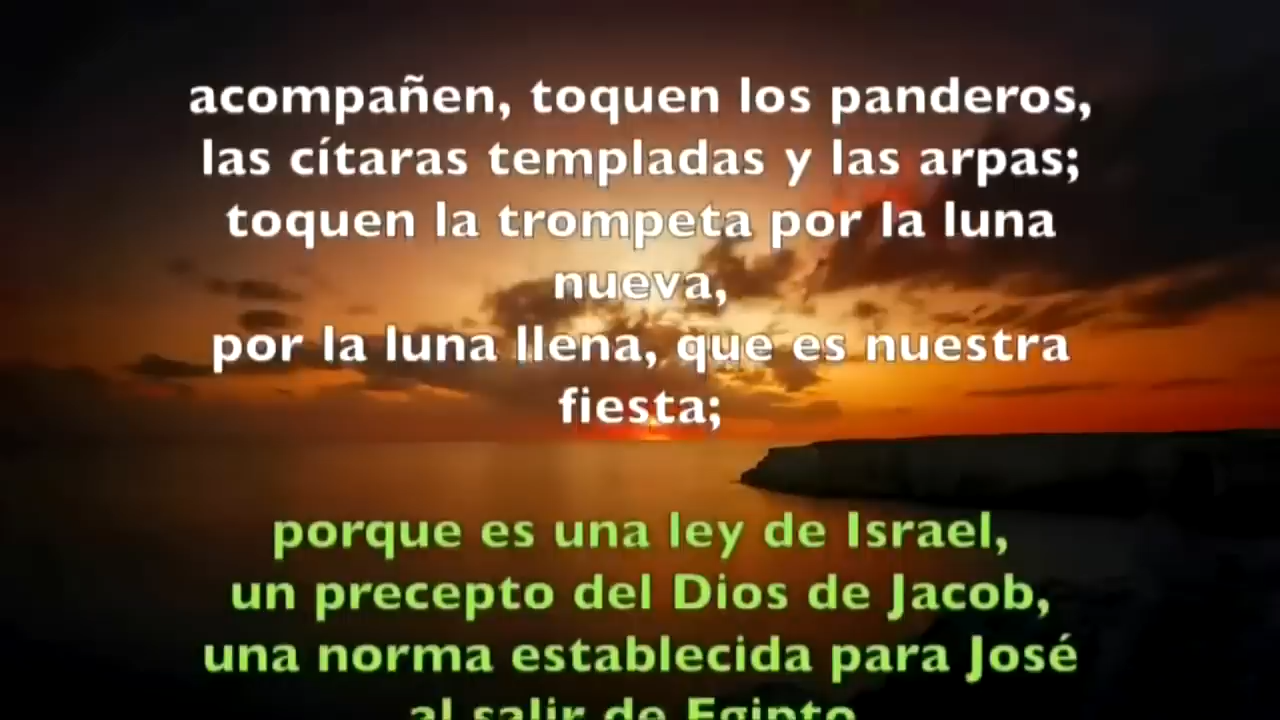 acompañen, toquen los panderos,
las cítaras templadas y las arpas;
toquen la trompeta por la luna
nueva,
por la luna llena, que es nuestra
fiesta;
porque es una ley de Israel,
un precepto del Dios de Jacob,
una norma establecida para José
al salir de Egipto